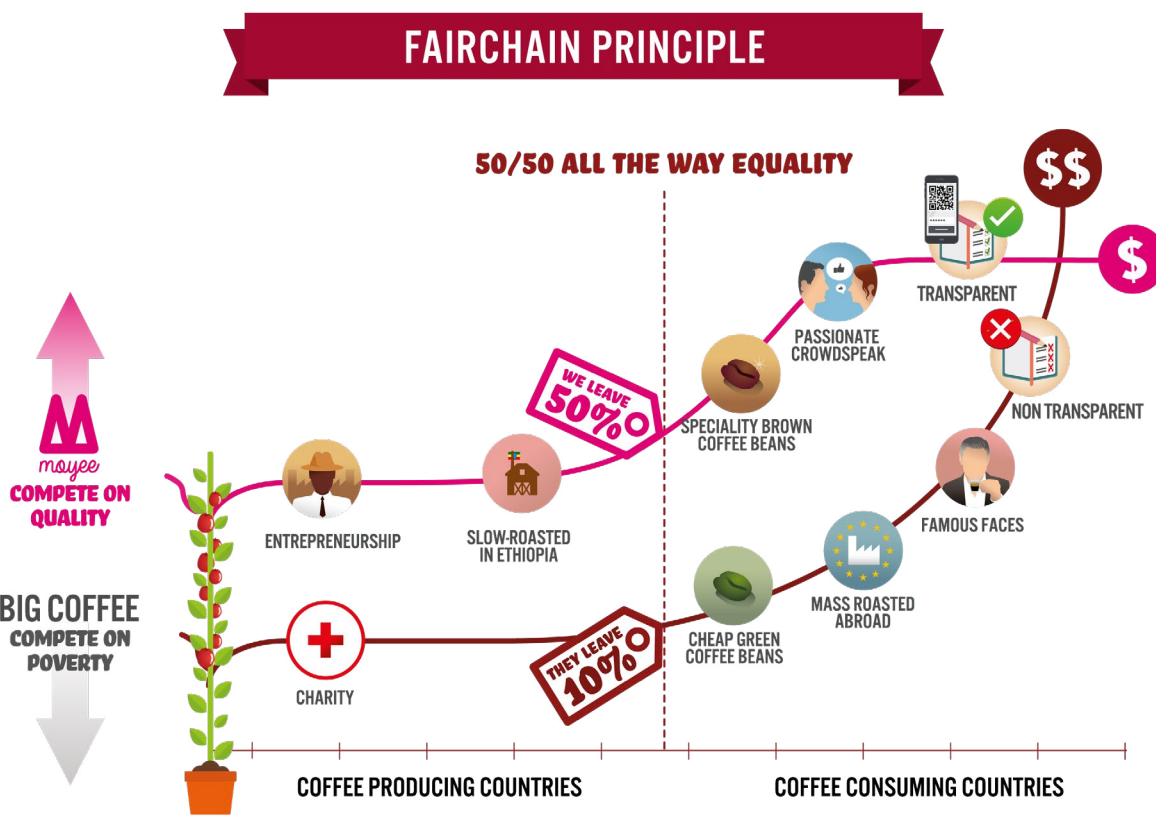 FAIRCHAIN PRINCIPLE
50/50 ALL THE WAY EQUALITY
$$
$
TRANSPARENT
PASSIONATE
CROWDSPEAK
NON TRANSPARENT
WE LEAVE
50%
SPECIALITY BROWN
COFFEE BEANS
moyee
COMPETE ON
QUALITY
ENTREPRENEURSHIP
SLOW-ROASTED
IN ETHIOPIA
FAMOUS FACES
BIG COFFEE
COMPETE ON
POVERTY
MASS ROASTED
ABROAD
THEY LEAVE
10%
CHEAP GREEN
COFFEE BEANS
CHARITY
COFFEE PRODUCING COUNTRIES
COFFEE CONSUMING COUNTRIES